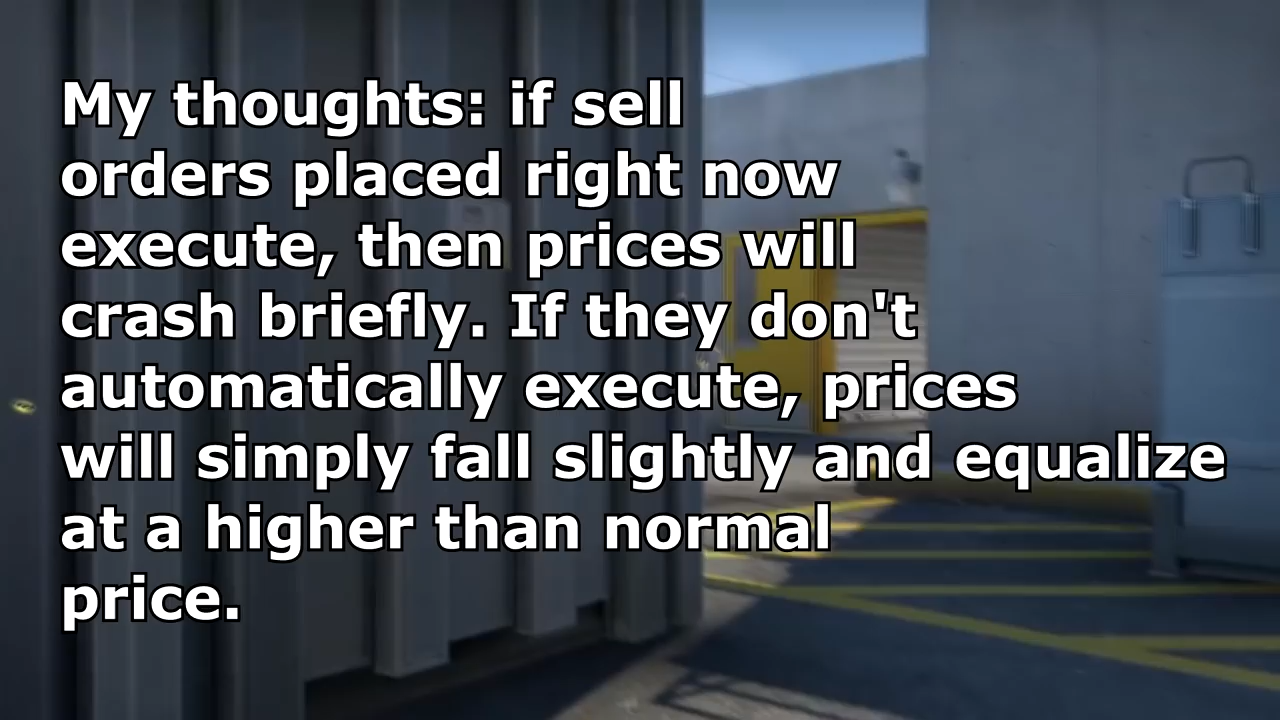 My thoughts: if sell
orders placed right now
execute, then prices will
crash briefly. If they don't
automatically execute, prices
will simply fall slightly and equalize
at a higher than normal
price.